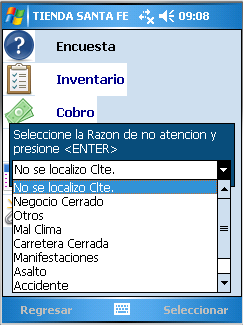 TIENDA SANTA FE 09:08
Encuesta
Inventario
Cobro
Seleccione la Razon de no atencion y
presione <ENTER>
No se localizo Clte.
No se localizo Clte.
Negocio Cerrado
Otros
Mal Clima
Carretera Cerrada
Manifestaciones
Asalto
Accidente
Regresar Seleccionar